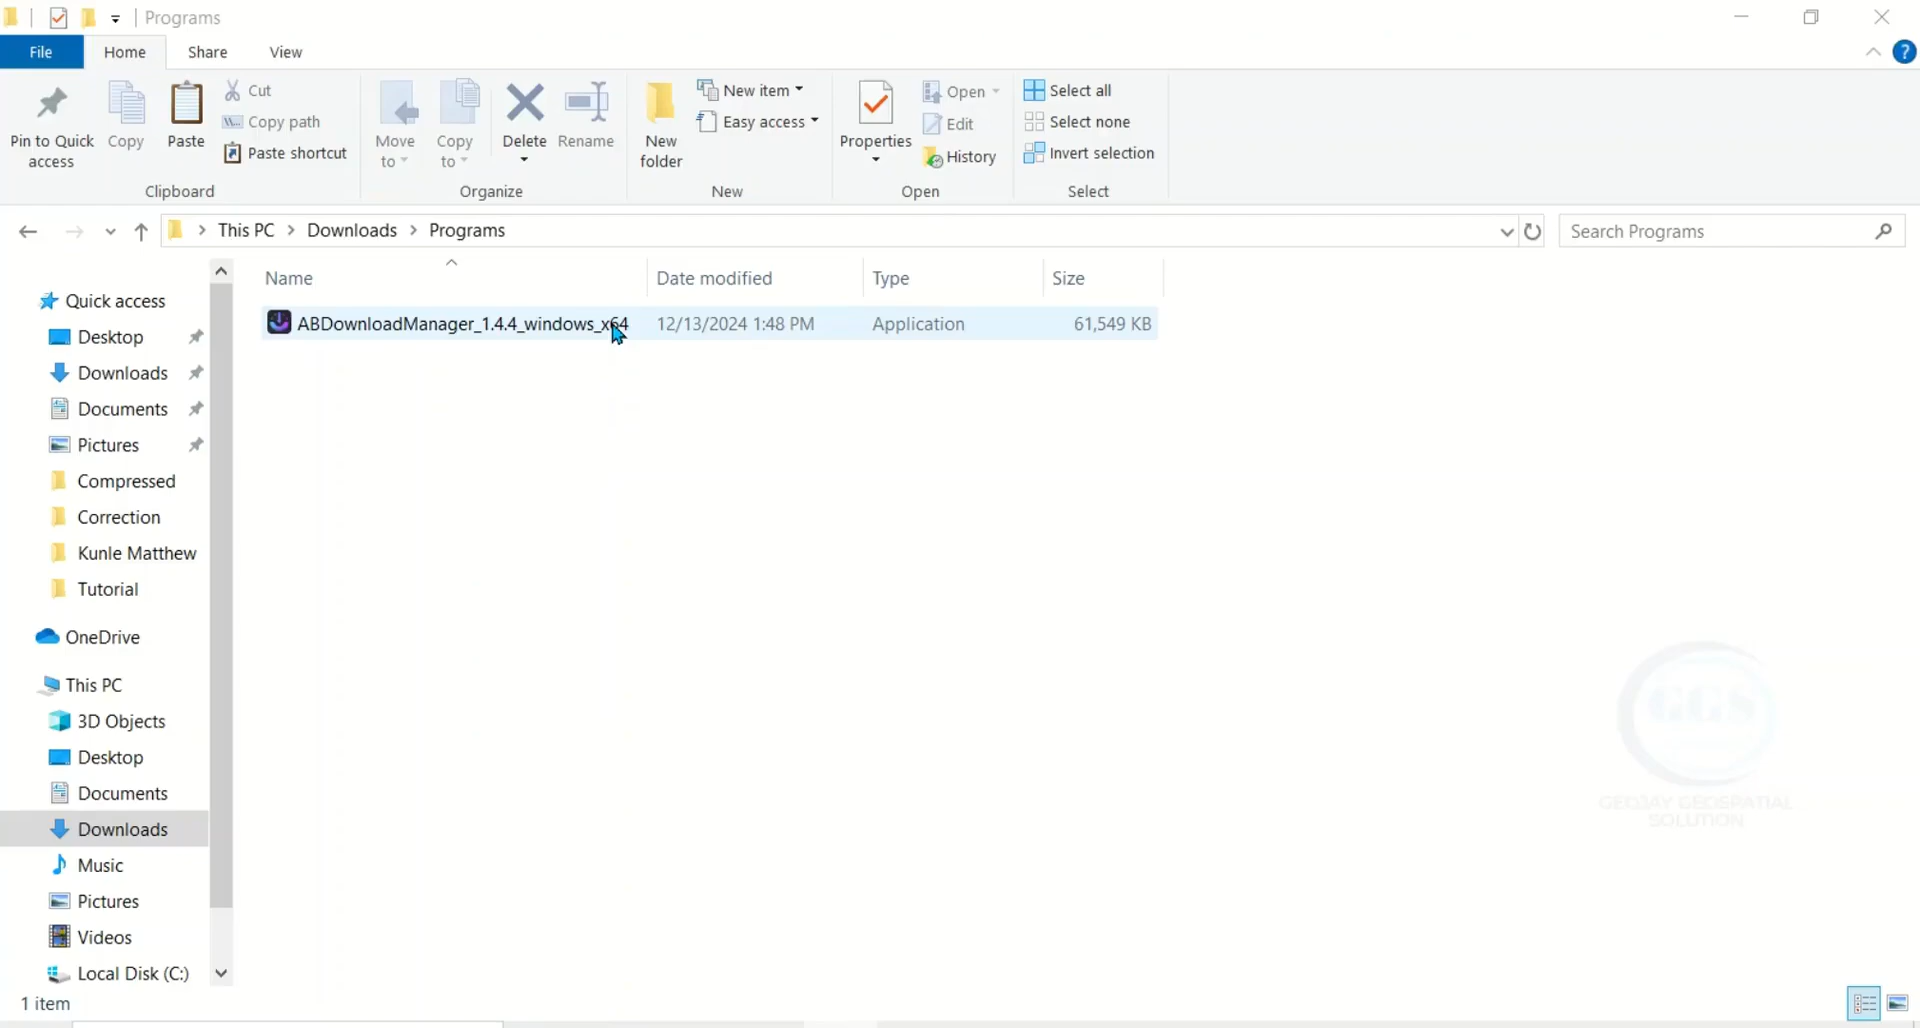 Programs
File Home Share View
Pin to Quick access
Copy
Paste
Cut
Copy path
Paste shortcut
Clipboard
Move to
Copy to
Delete
Rename
Organize
New folder
New item
Easy access
New
Properties
Open
Edit
History
Open
Select all
Select none
Invert selection
Select
This PC > Downloads > Programs
Search Programs
Name Date modified Type Size
ABDownloadManager_1.4.4_windows_x64 12/13/2024 1:48 PM Application 61,549 KB
Quick access
Desktop
Downloads
Documents
Pictures
Compressed
Correction
Kunle Matthew
Tutorial
OneDrive
This PC
3D Objects
Desktop
Documents
Downloads
Music
Pictures
Videos
Local Disk (C:)
GGS
GEOJAY GEOSPATIAL
SOLUTION
1 item